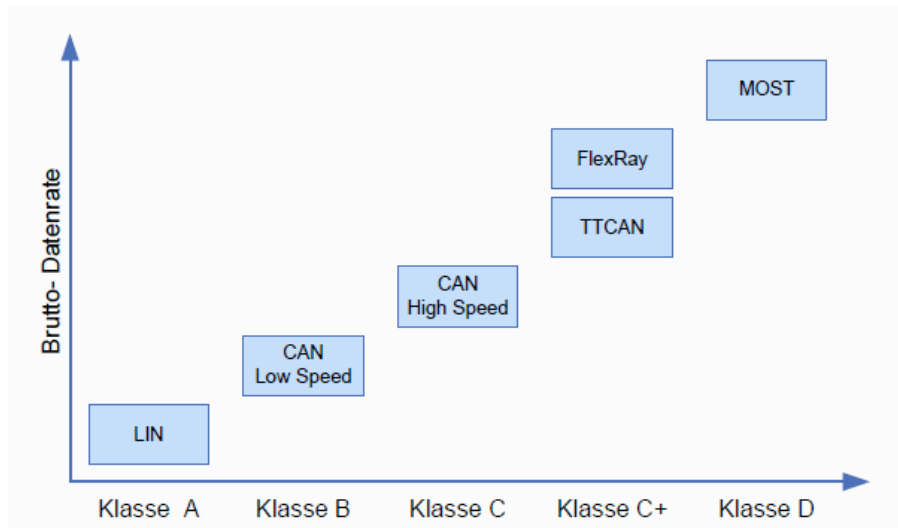 Brutto- Datenrate
MOST
FlexRay
TTCAN
CAN
High Speed
CAN
Low Speed
LIN
Klasse A
Klasse B
Klasse C
Klasse C+
Klasse D